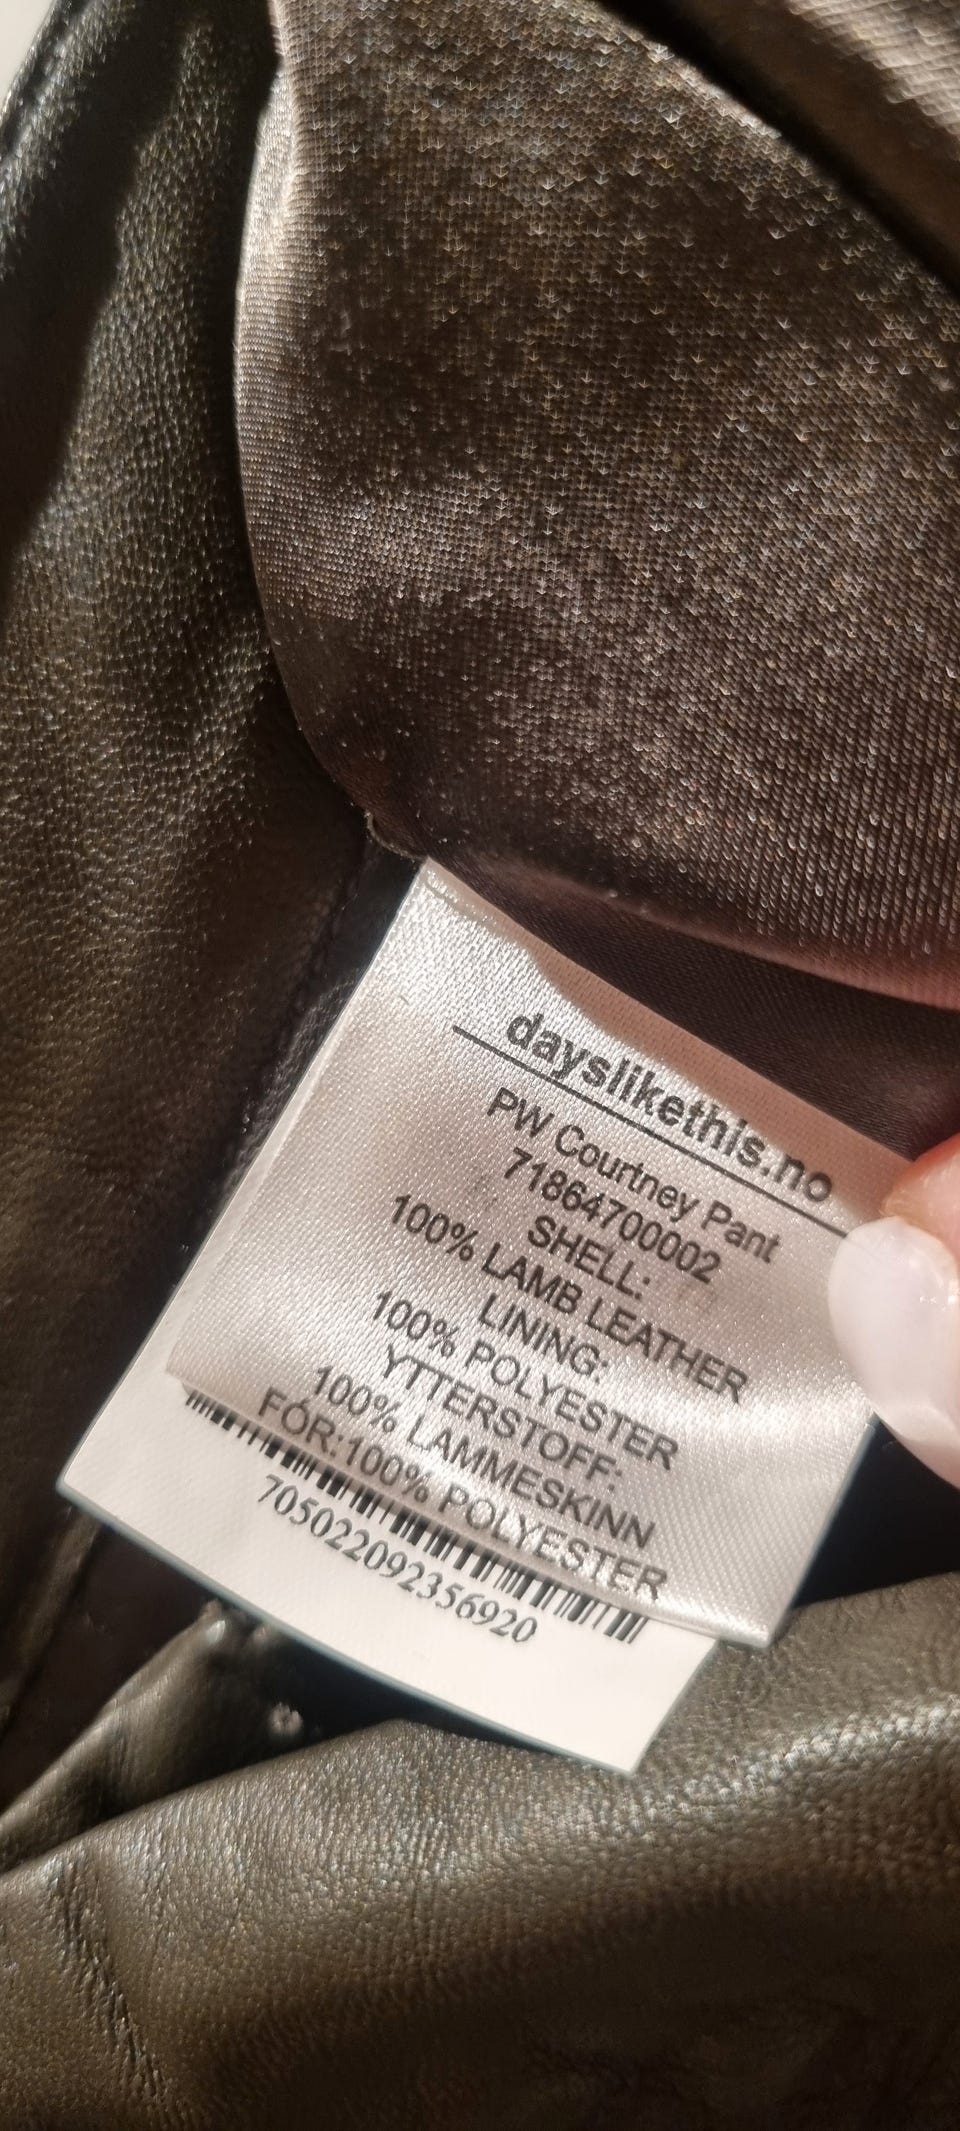 dayslikethis.no
PW Courtney Pant
71864700002
SHELL:
100% LAMB LEATHER
LINING:
100% POLYESTER
YTTERSTOFF:
100% LAMMESKINN
FÓR:100% POLYESTER
705022092356920